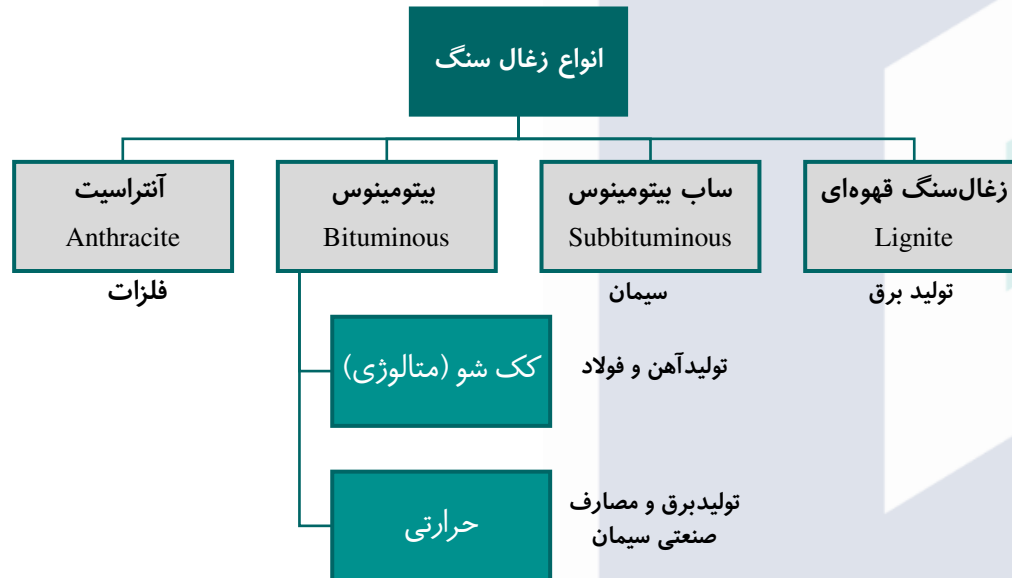 انواع زغال سنگ
زغال‌سنگ قهوه‌ای
Lignite
تولید برق
ساب بیتومینوس
Subbituminous
سیمان
بیتومینوس
Bituminous
آنتراسیت
Anthracite
فلزات
کک شو (متالوژی)
تولیدآهن و فولاد
حرارتی
تولیدبرق و مصارف
صنعتی سیمان